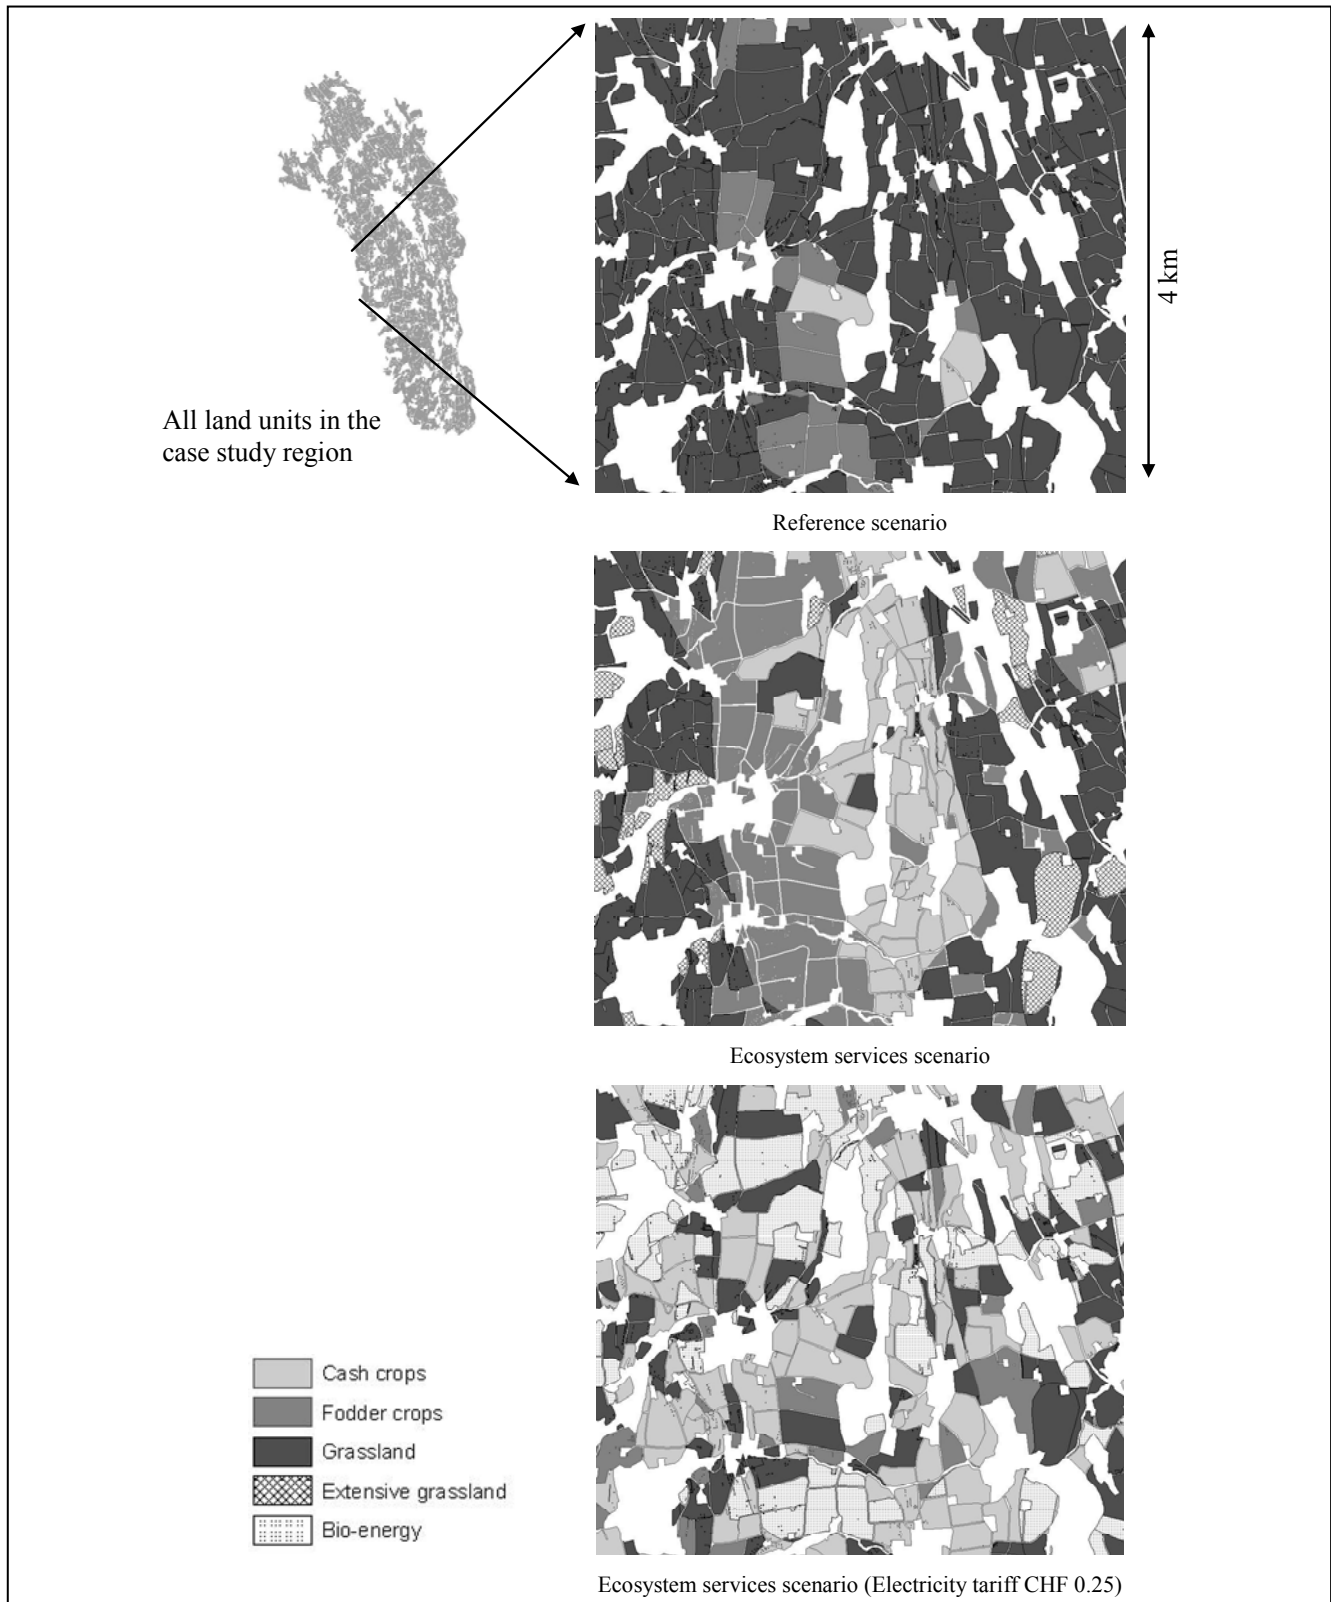 4 km
All land units in the
case study region
Reference scenario
Ecosystem services scenario
Cash crops
Fodder crops
Grassland
Extensive grassland
Bio-energy
Ecosystem services scenario (Electricity tariff CHF 0.25)